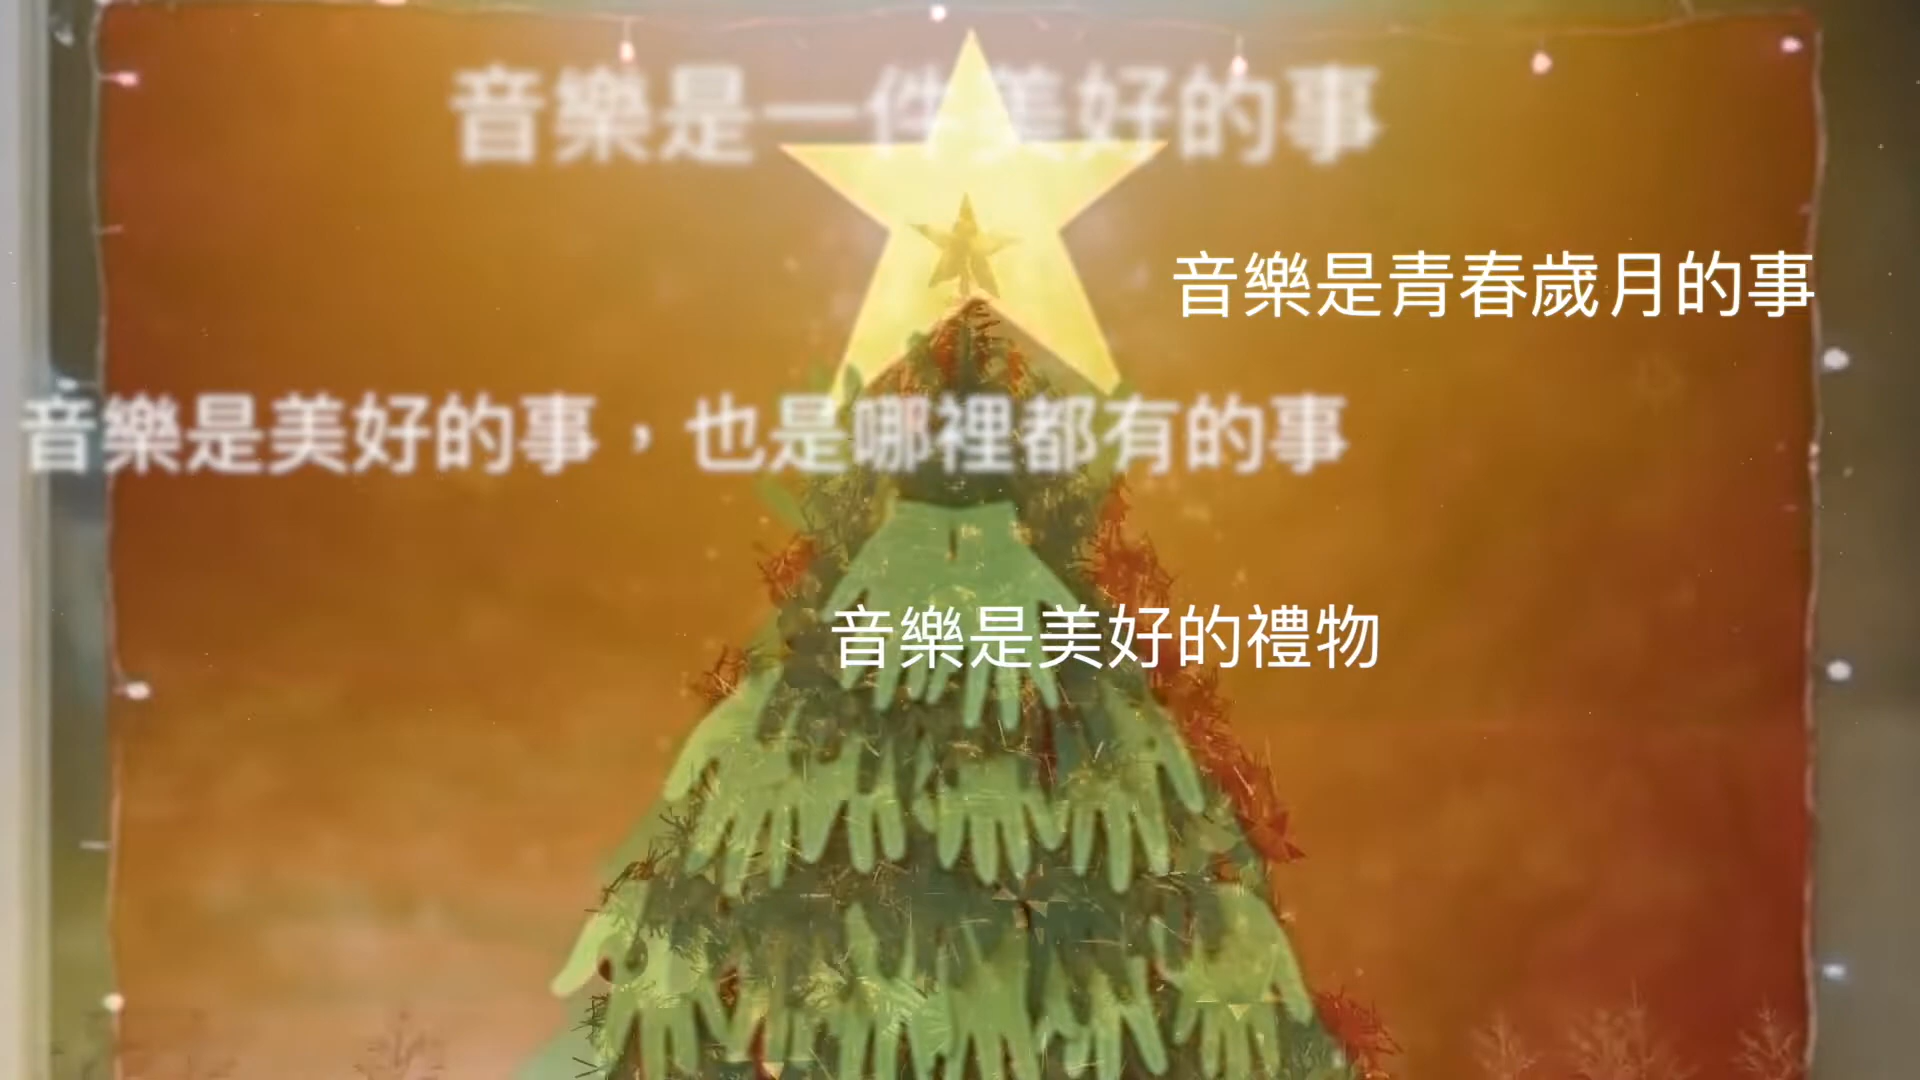 音樂是一件美好的事
音樂是青春歲月的事
音樂是美好的事，也是哪裡都有的事
音樂是美好的禮物